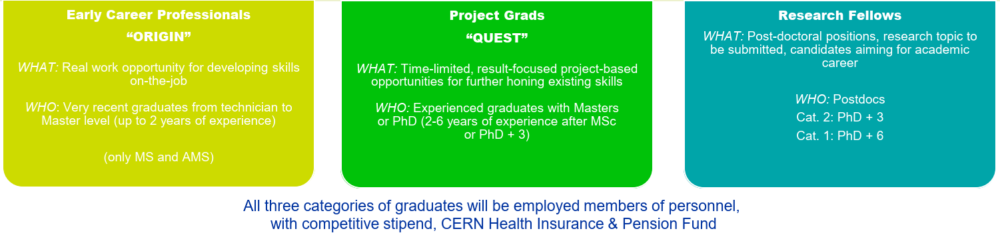 Early Career Professionals
“ORIGIN”
WHAT: Real work opportunity for developing skills
on-the-job
WHO: Very recent graduates from technician to
Master level (up to 2 years of experience)
(only MS and AMS)
Project Grads
“QUEST”
WHAT: Time-limited, result-focused project-based
opportunities for further honing existing skills
WHO: Experienced graduates with Masters
or PhD (2-6 years of experience after MSc
or PhD + 3)
Research Fellows
WHAT: Post-doctoral positions, research topic to
be submitted, candidates aiming for academic
career
WHO: Postdocs
Cat. 2: PhD + 3
Cat. 1: PhD + 6
All three categories of graduates will be employed members of personnel,
with competitive stipend, CERN Health Insurance & Pension Fund